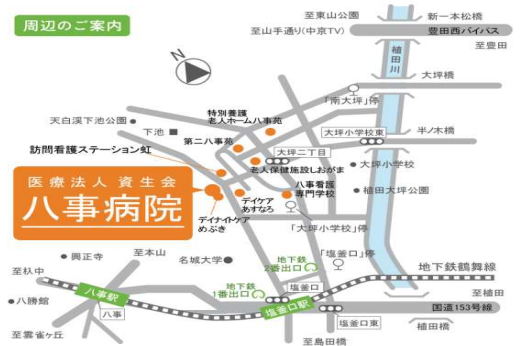 周辺のご案内
至東山公園
新一本松橋
至山手通り(中京TV)
豊田西バイパス
至豊田
植田川
N
大坪橋
「南大坪」停
特別養護
老人ホーム八事苑
天白渓下池公園
下池
第二八事苑
大坪小学校東
半ノ木橋
大坪二丁目
訪問看護ステーション虹
老人保健施設しおがま
大坪小学校
医療法人 資生会
八事病院
八事看護
専門学校
植田大坪公園
デイケア
あすなろ
デイナイトケア
めぶき
「大坪小学校」停
「塩釜口」停
興正寺
至本山
名城大学
地下鉄
2番出口
地下鉄鶴舞線
至杁中
地下鉄
1番出口
塩釜口
至植田
八事駅
八勝館
八事
塩釜口駅
国道153号線
塩釜口東
植田橋
至雲雀ヶ丘
至島田橋